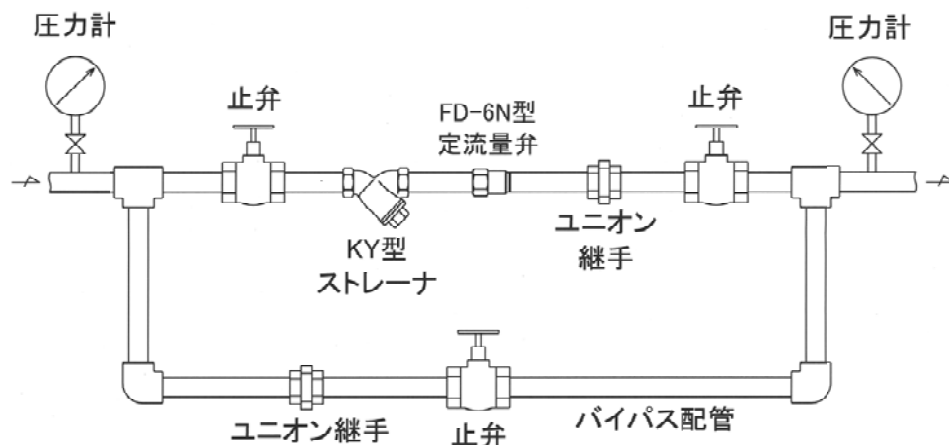 圧力計
圧力計
止弁
FD-6N型
定流量弁
止弁
KY型
ストレーナ
ユニオン
継手
ユニオン継手
止弁
バイパス配管